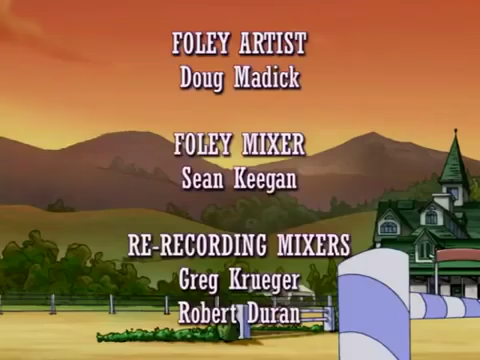 FOLEY ARTIST
Doug Madick
FOLEY MIXER
Sean Keegan
RE-RECORDING MIXERS
Greg Krueger
Robert Duran